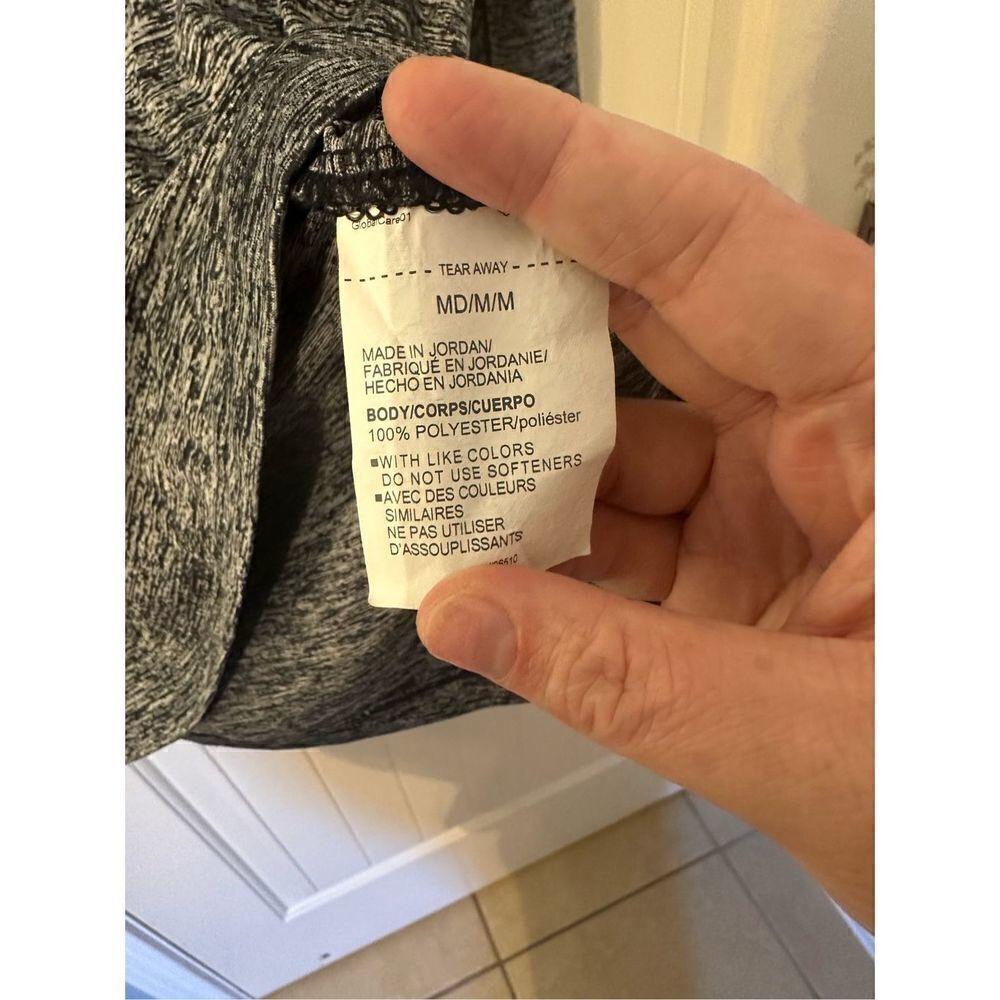 GlobalCare01
TEAR AWAY
MD/M/M
MADE IN JORDAN/
FABRIQUÉ EN JORDANIE/
HECHO EN JORDANIA
BODY/CORPS/CUERPO
100% POLYESTER/poliéster
▪WITH LIKE COLORS
DO NOT USE SOFTENERS
▪AVEC DES COULEURS
SIMILAIRES
NE PAS UTILISER
D'ASSOUPLISSANTS